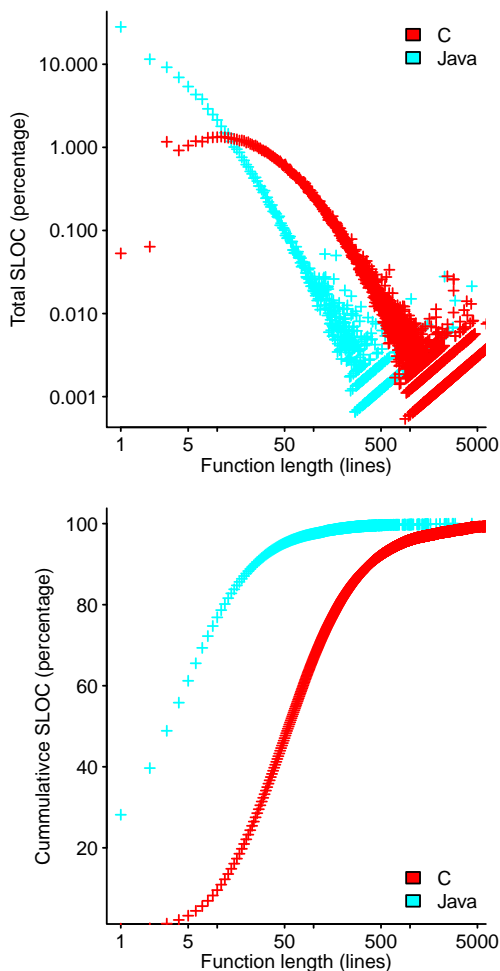 C
Java
10.000
1.000
0.100
0.010
0.001
Total SLOC (percentage)
1 5 50 500 5000
Function length (lines)
100
80
60
40
20
Cummulativce SLOC (percentage)
C
Java
1 5 50 500 5000
Function length (lines)